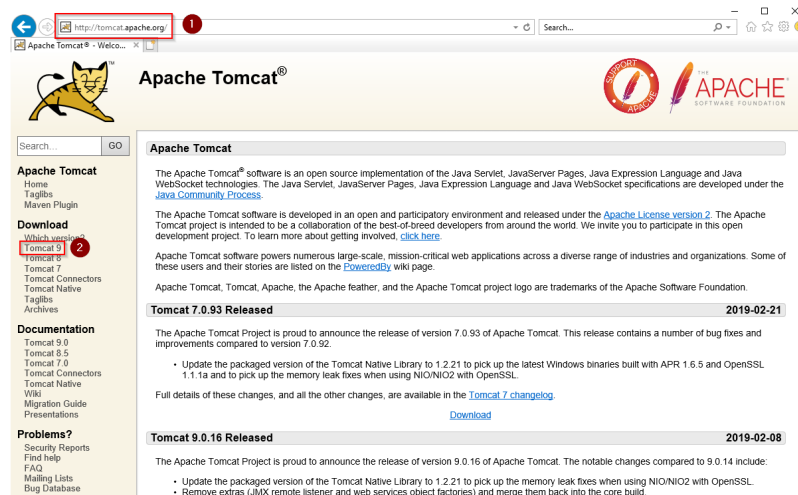 http://tomcat.apache.org/
1
Search...
Apache Tomcat® - Welco...
TM
Apache Tomcat®
SUPPORT
APACHE
THE
APACHE®
SOFTWARE FOUNDATION
Search...
GO
Apache Tomcat
Home
Taglibs
Maven Plugin
Download
Which version?
Tomcat 9
2
Tomcat 8
Tomcat 7
Tomcat Connectors
Tomcat Native
Taglibs
Archives
Documentation
Tomcat 9.0
Tomcat 8.5
Tomcat 7.0
Tomcat Connectors
Tomcat Native
Wiki
Migration Guide
Presentations
Problems?
Security Reports
Find help
FAQ
Mailing Lists
Bug Database
Apache Tomcat
The Apache Tomcat® software is an open source implementation of the Java Servlet, JavaServer Pages, Java Expression Language and Java
WebSocket technologies. The Java Servlet, JavaServer Pages, Java Expression Language and Java WebSocket specifications are developed under the
Java Community Process.
The Apache Tomcat software is developed in an open and participatory environment and released under the Apache License version 2. The Apache
Tomcat project is intended to be a collaboration of the best-of-breed developers from around the world. We invite you to participate in this open
development project. To learn more about getting involved, click here.
Apache Tomcat software powers numerous large-scale, mission-critical web applications across a diverse range of industries and organizations. Some of
these users and their stories are listed on the PoweredBy wiki page.
Apache Tomcat, Tomcat, Apache, the Apache feather, and the Apache Tomcat project logo are trademarks of the Apache Software Foundation.
Tomcat 7.0.93 Released 2019-02-21
The Apache Tomcat Project is proud to announce the release of version 7.0.93 of Apache Tomcat. This release contains a number of bug fixes and
improvements compared to version 7.0.92.
• Update the packaged version of the Tomcat Native Library to 1.2.21 to pick up the latest Windows binaries built with APR 1.6.5 and OpenSSL
1.1.1a and to pick up the memory leak fixes when using NIO/NIO2 with OpenSSL.
Full details of these changes, and all the other changes, are available in the Tomcat 7 changelog.
Download
Tomcat 9.0.16 Released 2019-02-08
The Apache Tomcat Project is proud to announce the release of version 9.0.16 of Apache Tomcat. The notable changes compared to 9.0.14 include:
• Update the packaged version of the Tomcat Native Library to 1.2.21 to pick up the memory leak fixes when using NIO/NIO2 with OpenSSL.
• Remove extras (JMX remote listener and web services object factories) and merge them back into the core build.